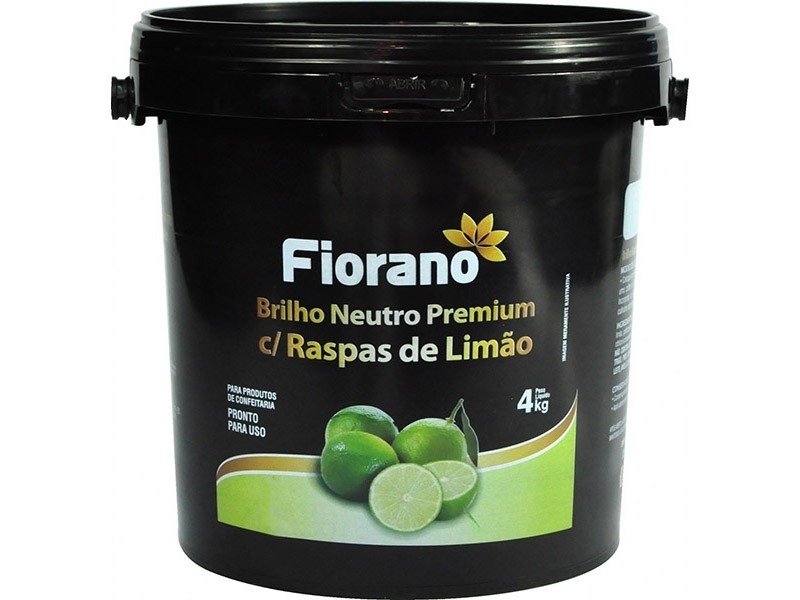 ABRIR
Fiorano
Brilho Neutro Premium
c/ Raspas de Limão
PARA PRODUTOS
DE CONFEITARIA
PRONTO
PARA USO
4kg
Peso
Líquido
IMAGEM MERAMENTE ILUSTRATIVA